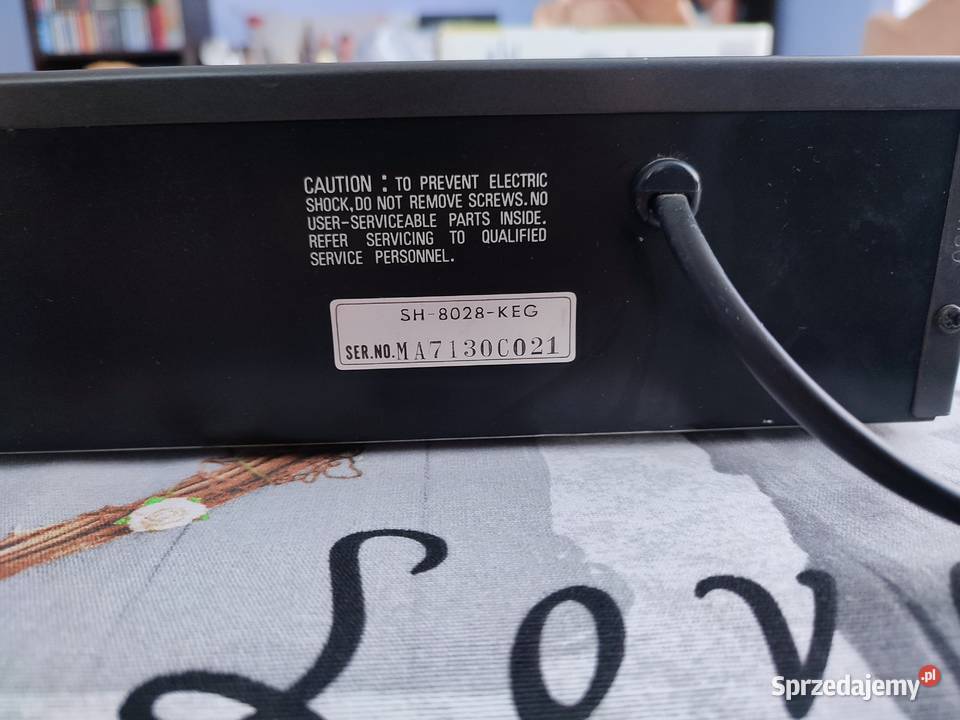 CAUTION : TO PREVENT ELECTRIC
SHOCK, DO NOT REMOVE SCREWS. NO
USER-SERVICEABLE PARTS INSIDE.
REFER SERVICING TO QUALIFIED
SERVICE PERSONNEL.
SH-8028-KEG
SER.NO. MA7130C021
Lov
Sprzedajemy.pl